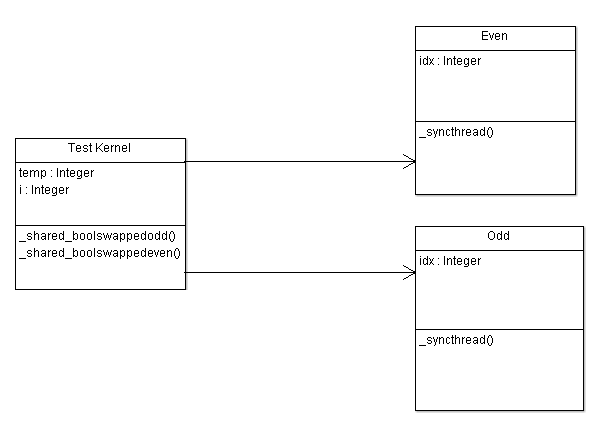 Even
idx : Integer
_syncthread()
Test Kernel
temp : Integer
i : Integer
_shared_boolswappedodd()
_shared_boolswappedeven()
Odd
idx : Integer
_syncthread()